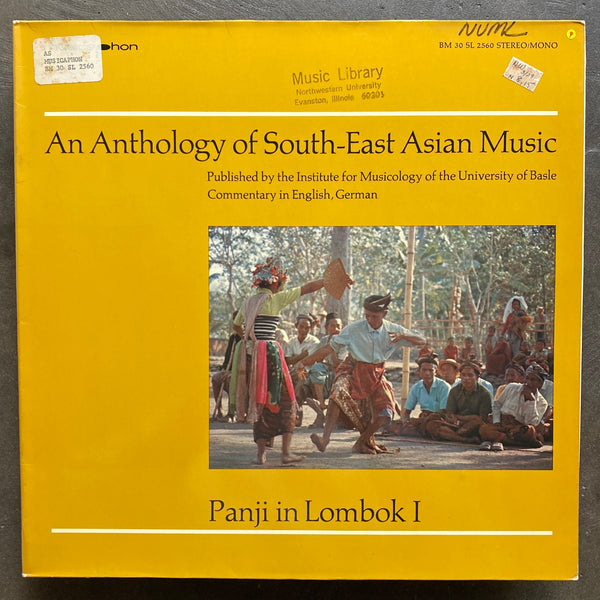 hon
NUML
BM 30 SL 2560 STEREO/MONO
AS
MUSICAPHON
BM 30 SL 2560
Music Library
Northwestern University
Evanston, Illinois 60201
An Anthology of South-East Asian Music
Published by the Institute for Musicology of the University of Basle
Commentary in English, German
Panji in Lombok I